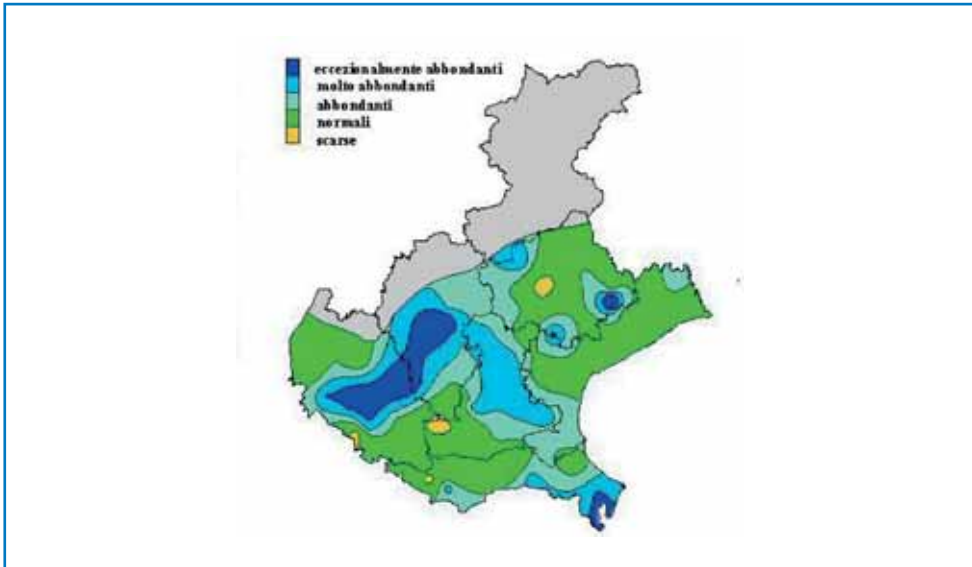 eccezionalmente abbondanti
molto abbondanti
abbondanti
normali
scarse